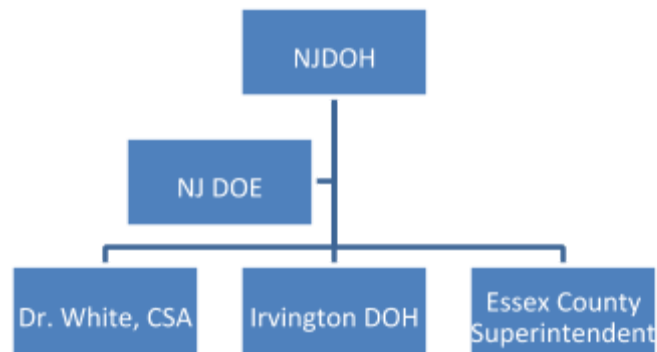 NJDOH
NJ DOE
Dr. White, CSA
Irvington DOH
Essex County
Superintendent